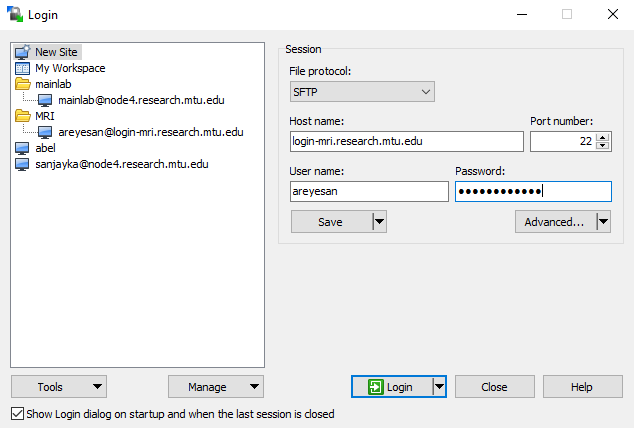 Login
New Site
My Workspace
mainlab
mainlab@node4.research.mtu.edu
MRI
areyesan@login-mri.research.mtu.edu
abel
sanjayka@node4.research.mtu.edu
Session
File protocol:
SFTP
Host name:
Port number:
login-mri.research.mtu.edu
22
User name:
Password:
areyesan
●●●●●●●●●●●●
Save
Advanced...
Tools
Manage
Login
Close
Help
Show Login dialog on startup and when the last session is closed